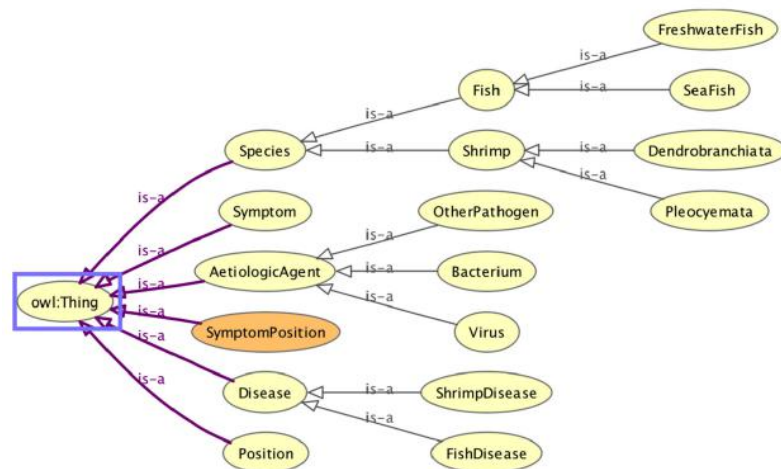 FreshwaterFish
is-a
Fish
is-a
SeaFish
is-a
Species
is-a
Shrimp
is-a
Dendrobranchiata
is-a
Pleocyemata
is-a
Symptom
is-a
OtherPathogen
is-a
AetiologicAgent
is-a
Bacterium
is-a
owl:Thing
is-a
SymptomPosition
is-a
Virus
is-a
is-a
Disease
is-a
ShrimpDisease
is-a
Position
is-a
FishDisease